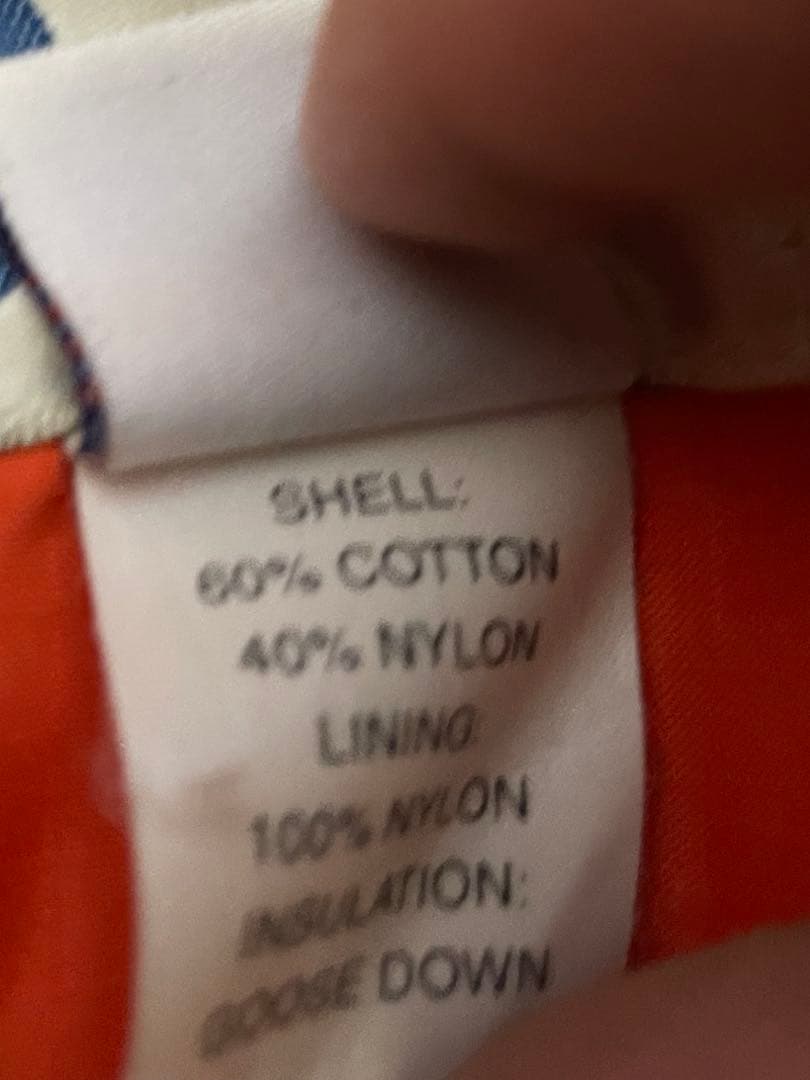 SHELL:
60% COTTON
40% NYLON
LINING
100% NYLON
INSULATION:
GOOSE DOWN